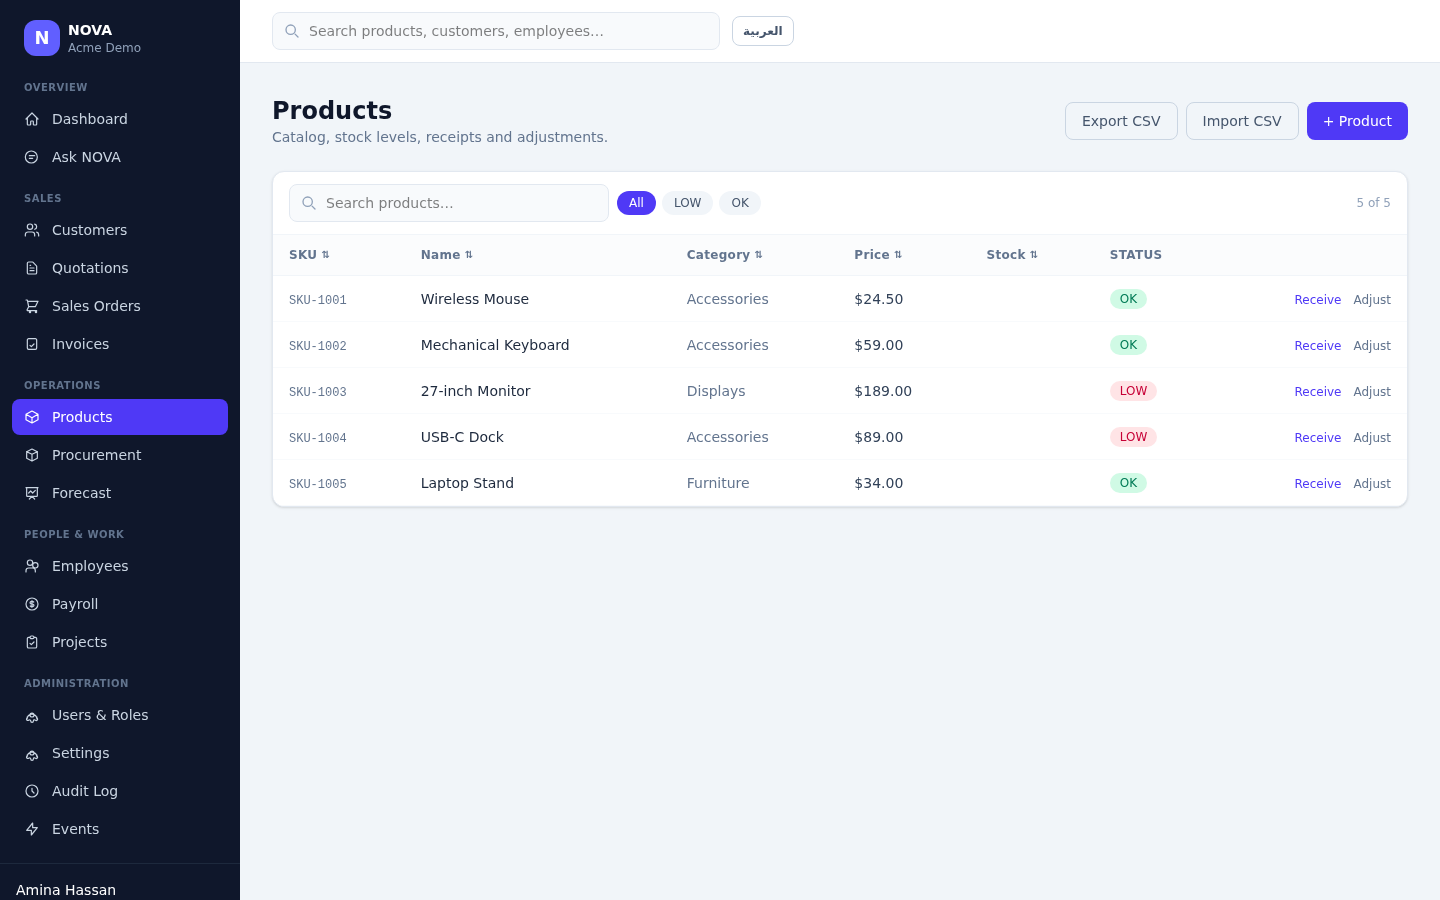 N
NOVA
Acme Demo
OVERVIEW
Dashboard
Ask NOVA
SALES
Customers
Quotations
Sales Orders
Invoices
OPERATIONS
Products
Procurement
Forecast
PEOPLE & WORK
Employees
Payroll
Projects
ADMINISTRATION
Users & Roles
Settings
Audit Log
Events
Amina Hassan
Search products, customers, employees…
العربية
Products
Catalog, stock levels, receipts and adjustments.
Export CSV
Import CSV
+ Product
Search products…
All
LOW
OK
5 of 5
SKU ⇅ Name ⇅ Category ⇅ Price ⇅ Stock ⇅ STATUS
SKU-1001 Wireless Mouse Accessories $24.50 OK Receive Adjust
SKU-1002 Mechanical Keyboard Accessories $59.00 OK Receive Adjust
SKU-1003 27-inch Monitor Displays $189.00 LOW Receive Adjust
SKU-1004 USB-C Dock Accessories $89.00 LOW Receive Adjust
SKU-1005 Laptop Stand Furniture $34.00 OK Receive Adjust